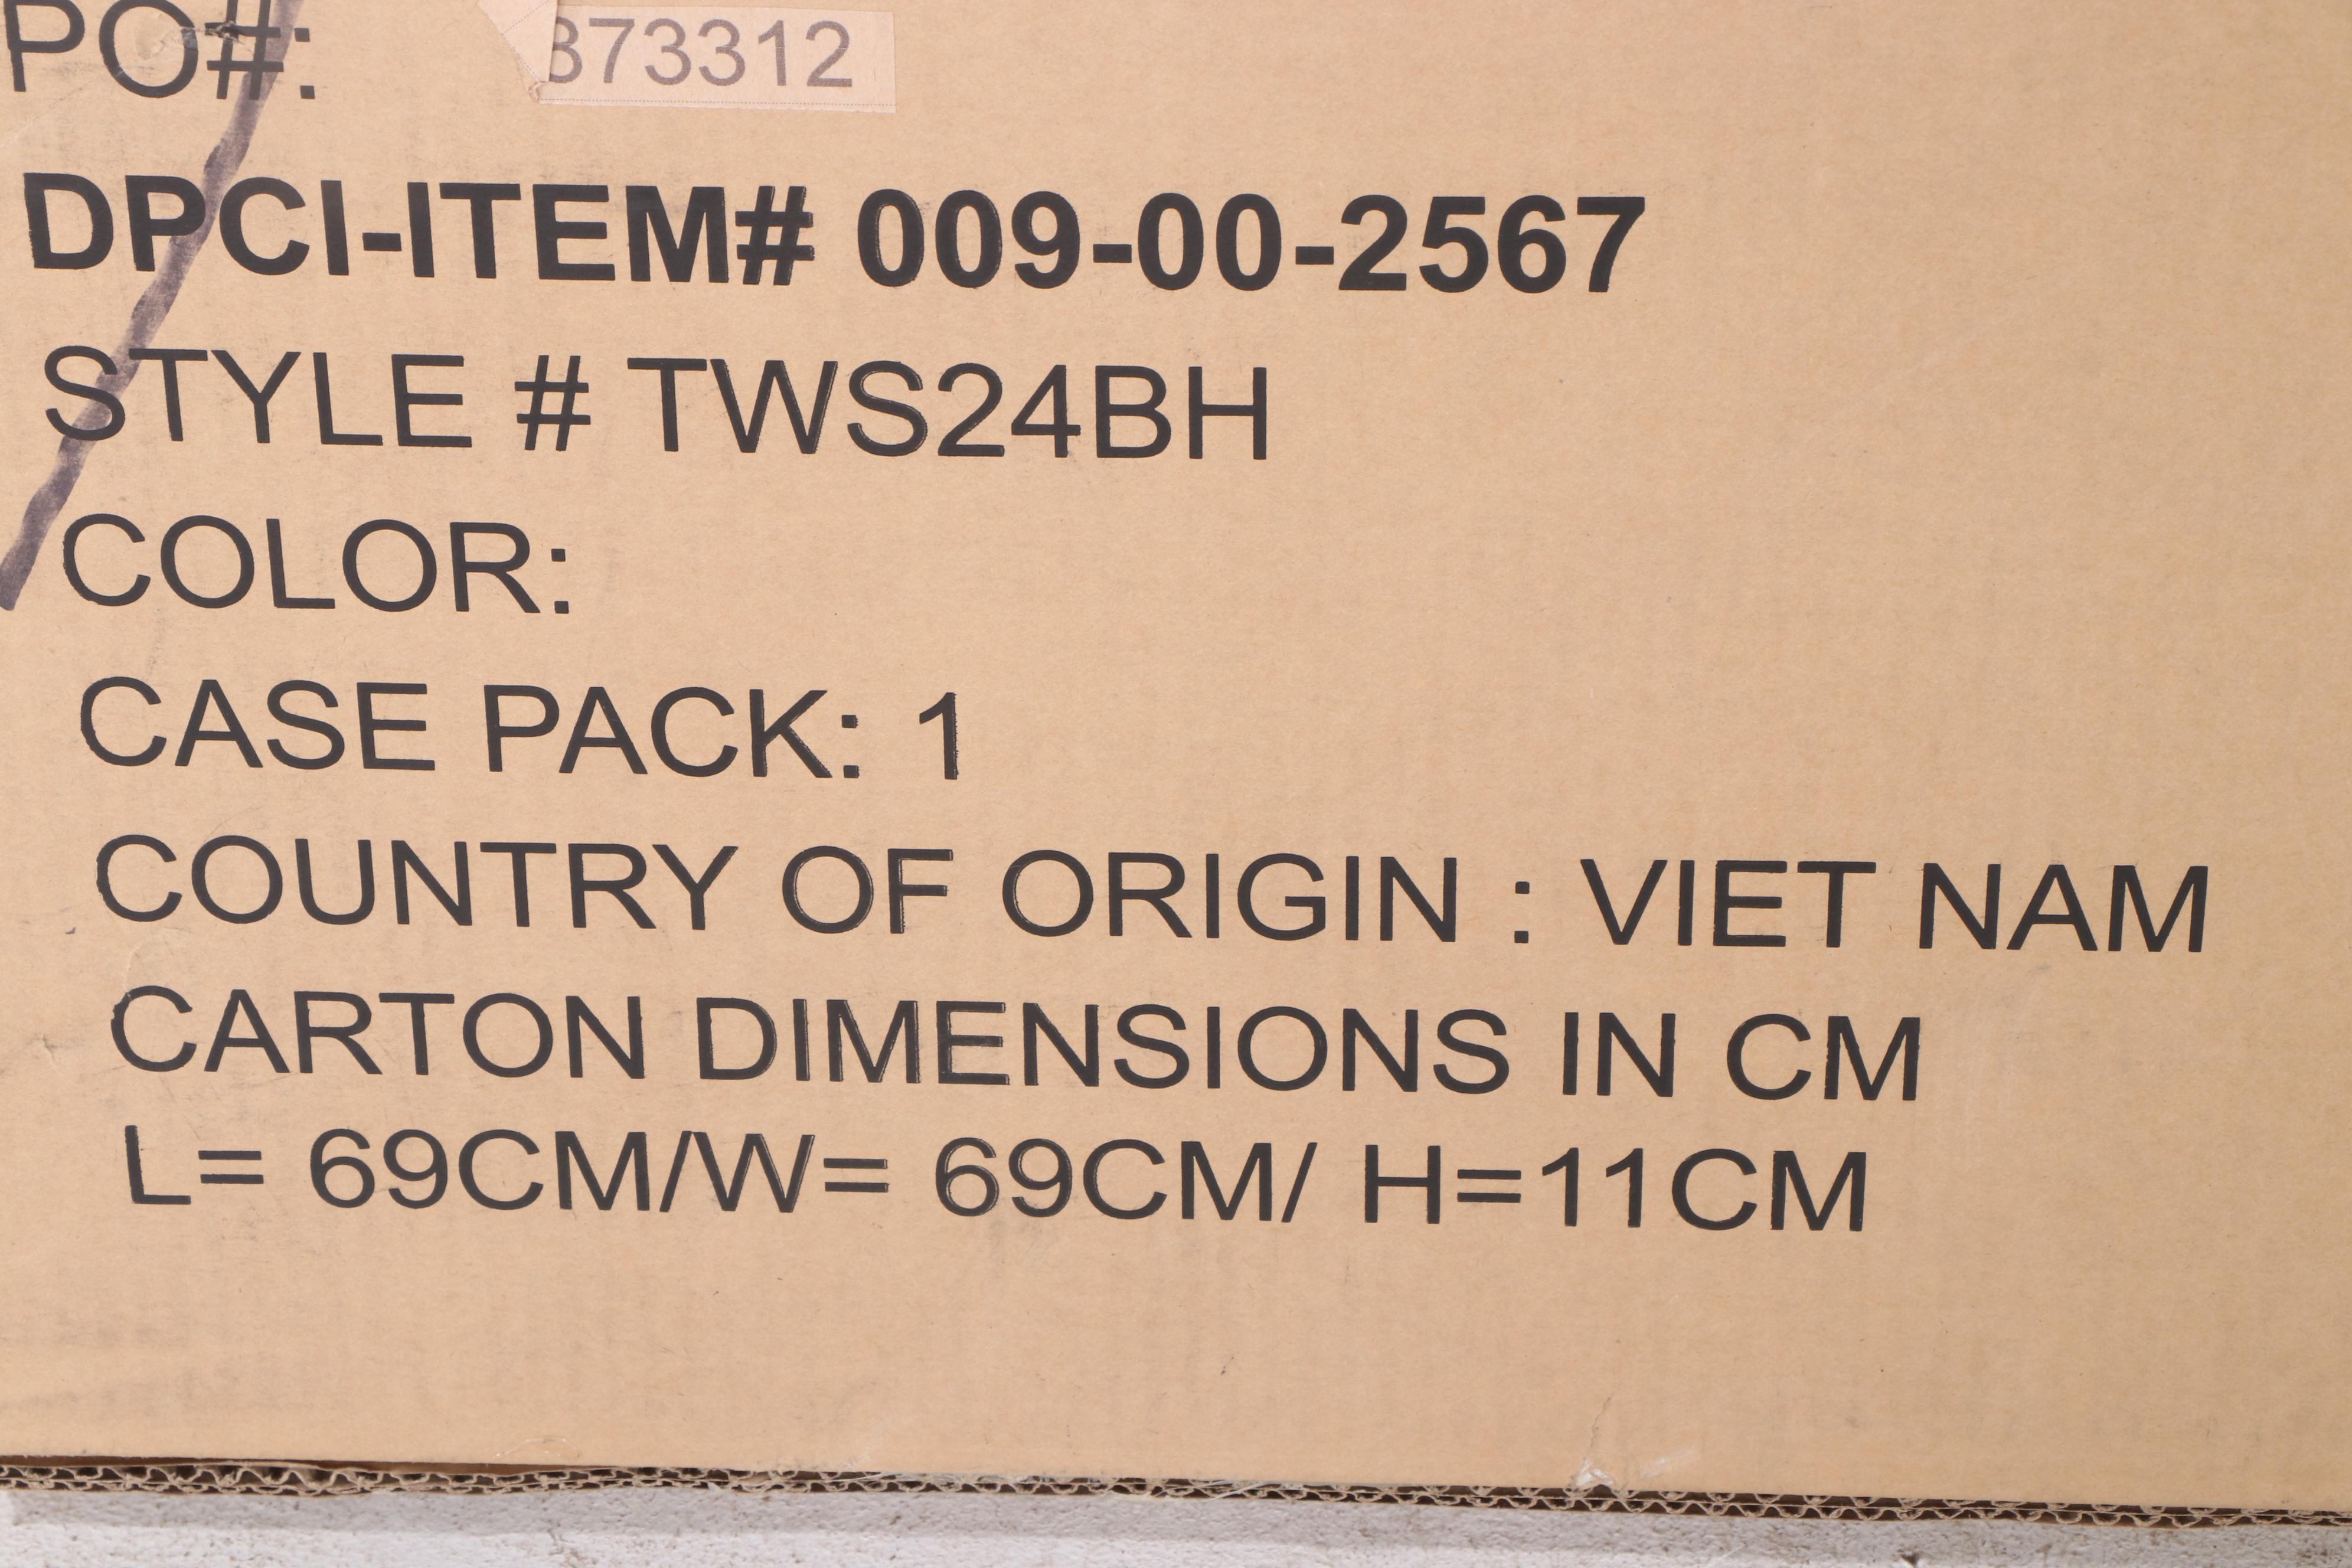 PO#: 373312
DPCI-ITEM# 009-00-2567
STYLE # TWS24BH
COLOR:
CASE PACK: 1
COUNTRY OF ORIGIN : VIET NAM
CARTON DIMENSIONS IN CM
L= 69CM/W= 69CM/ H=11CM